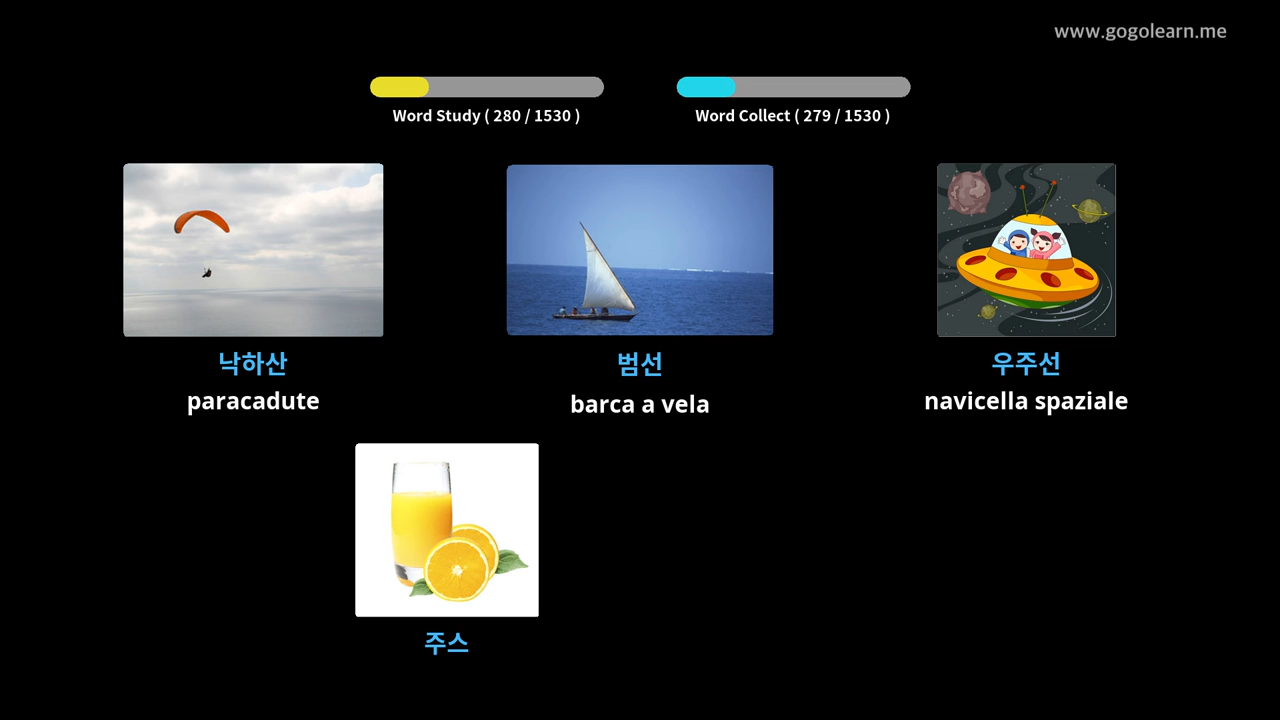 www.gogolearn.me
Word Study ( 280 / 1530 )
Word Collect ( 279 / 1530 )
낙하산
범선
우주선
paracadute
barca a vela
navicella spaziale
주스